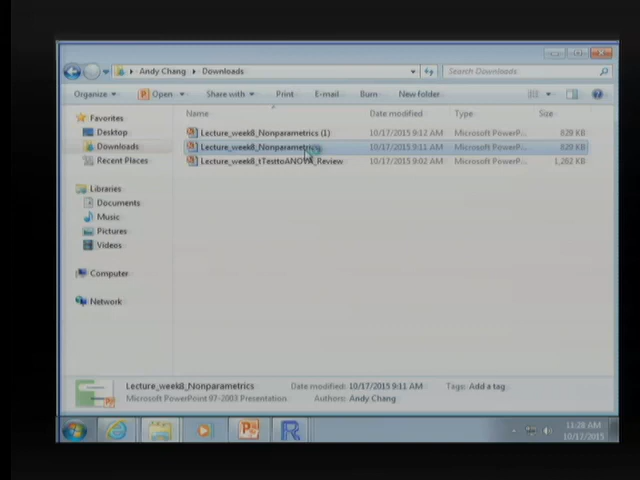 Andy Chang
Downloads
Search Downloads
Organize
Open
Share with
Print
E-mail
Burn
New folder
Name
Date modified
Type
Size
Favorites
Desktop
Downloads
Recent Places
Libraries
Documents
Music
Pictures
Videos
Computer
Network
Lecture_week8_Nonparametrics (1) 10/17/2015 9:12 AM Microsoft PowerP... 829 KB
Lecture_week8_Nonparametrics 10/17/2015 9:11 AM Microsoft PowerP... 829 KB
Lecture_week8_tTesttoANOVA_Review 10/17/2015 9:02 AM Microsoft PowerP... 1,262 KB
Lecture_week8_Nonparametrics Date modified: 10/17/2015 9:11 AM Tags: Add a tag
Microsoft PowerPoint 97-2003 Presentation Authors: Andy Chang
11:28 AM
10/17/2015